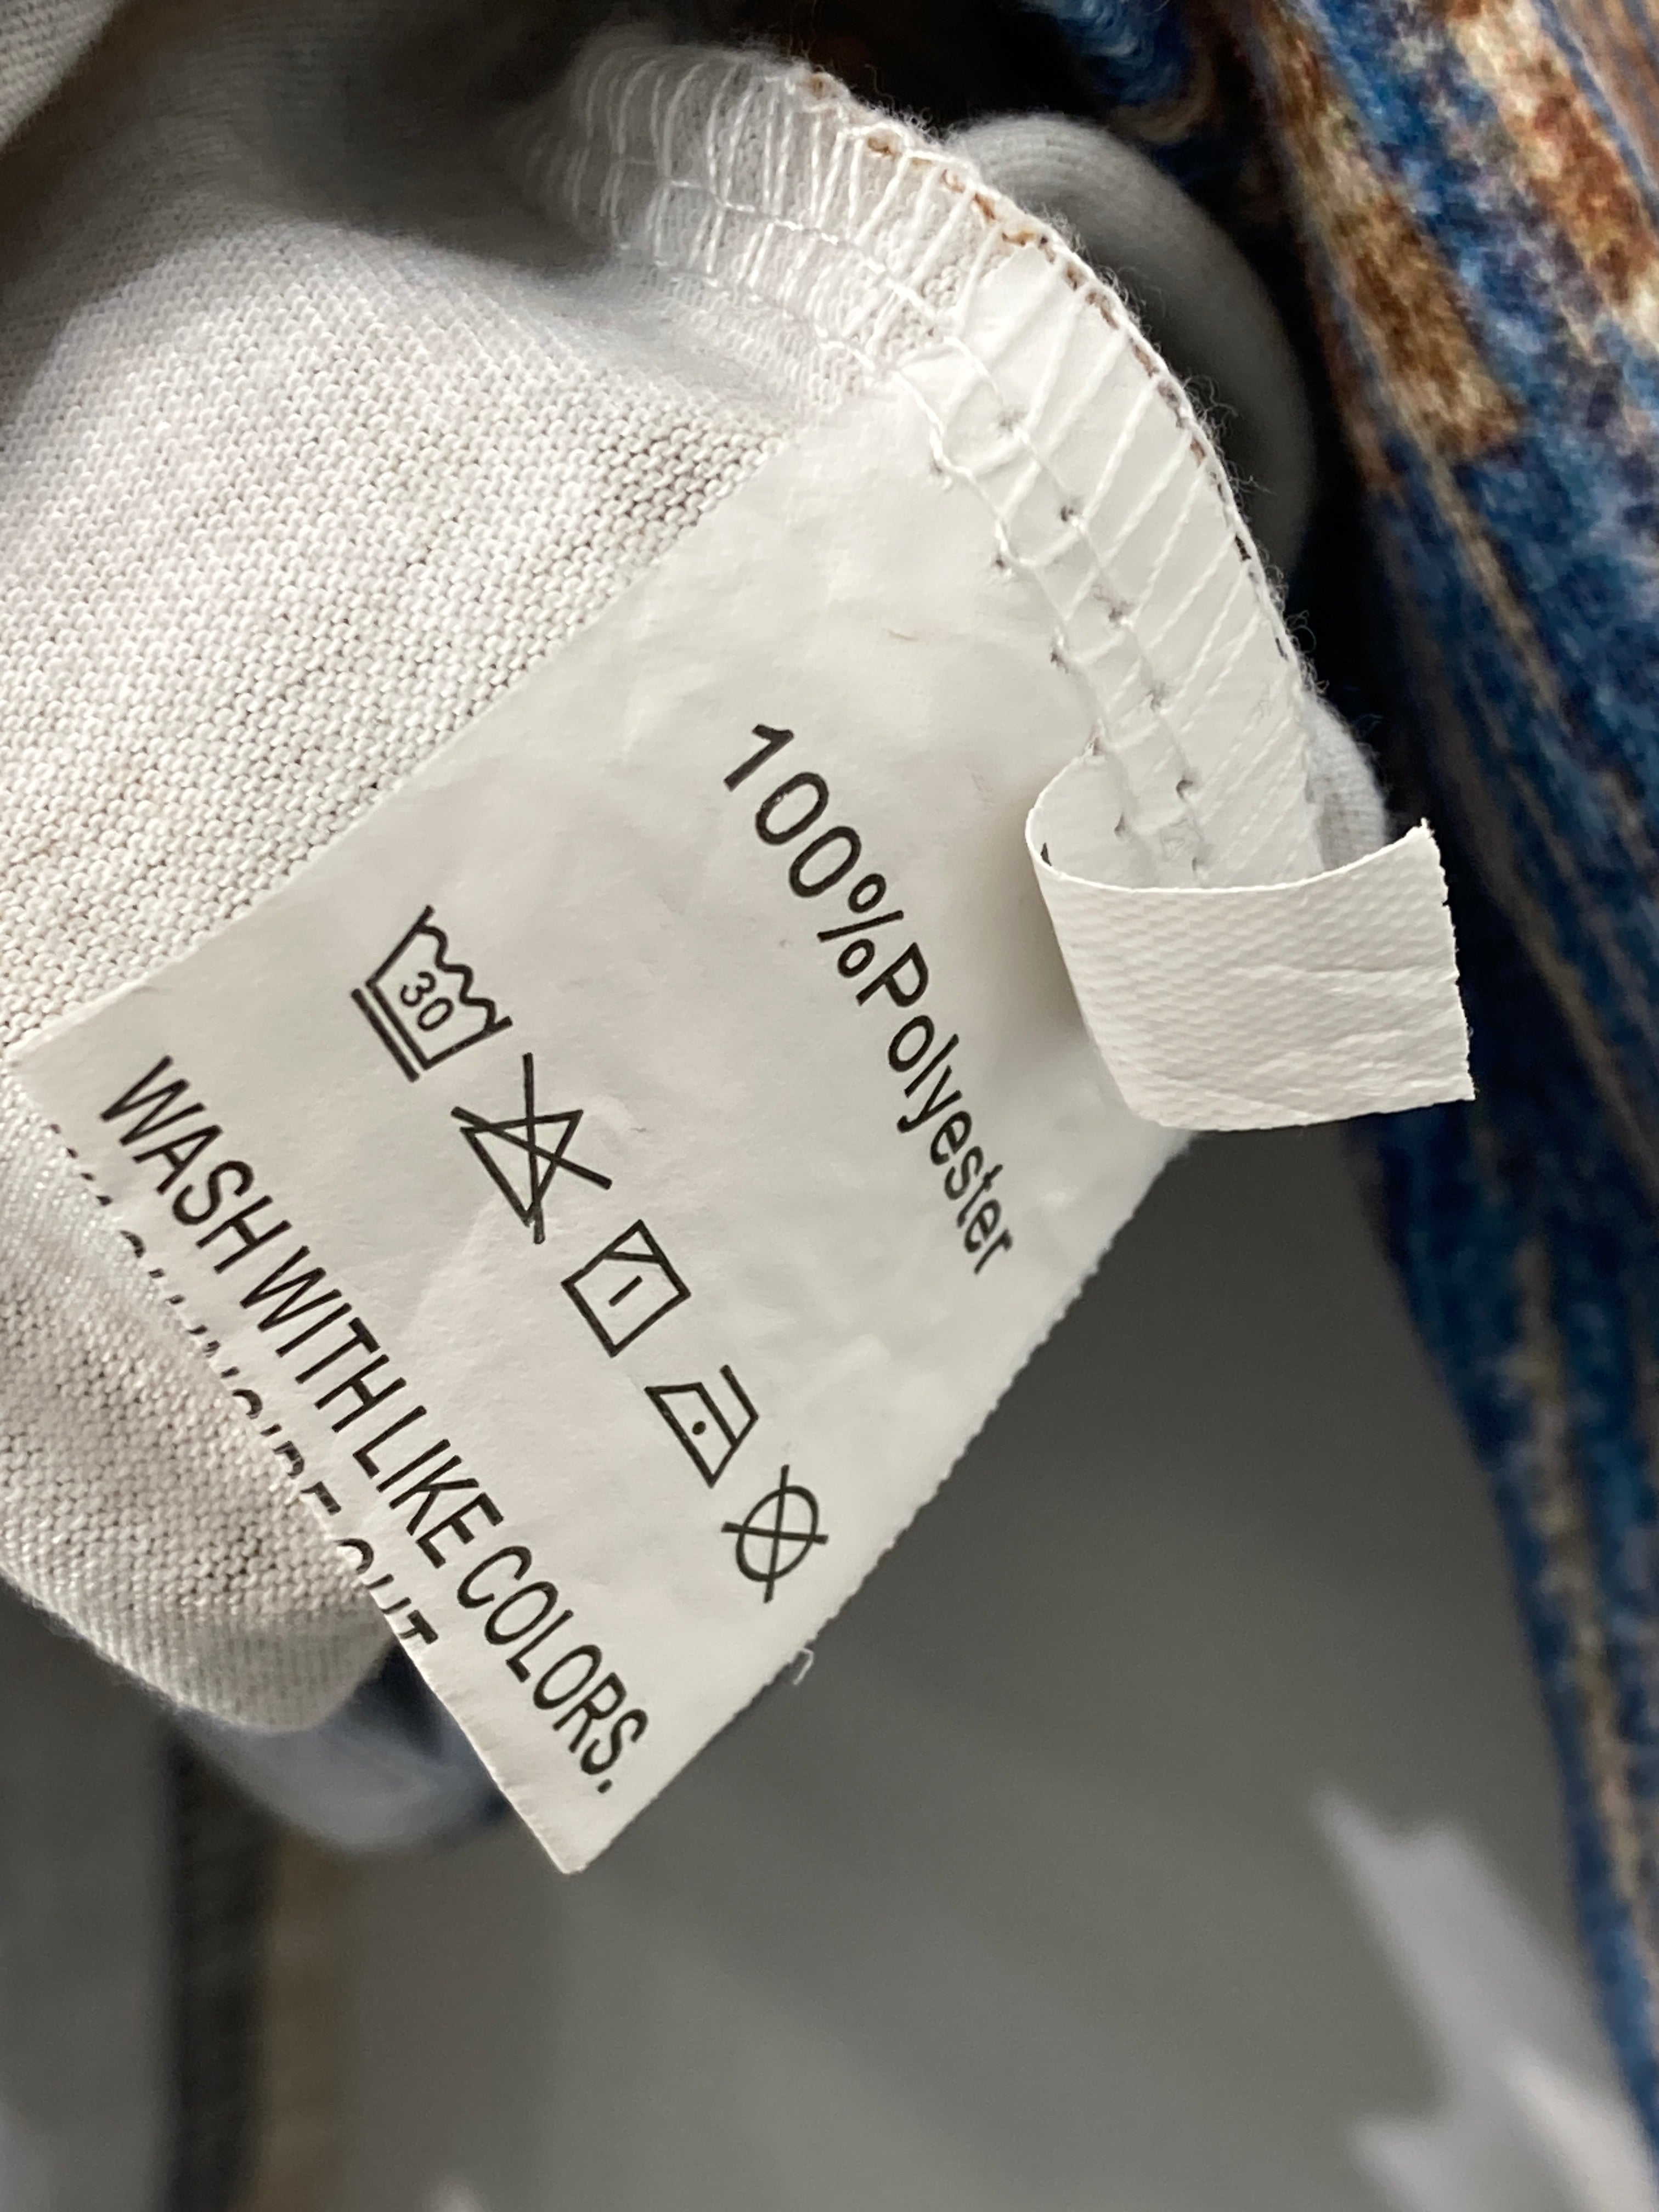 100%Polyester
30
WASH WITH LIKE COLORS.